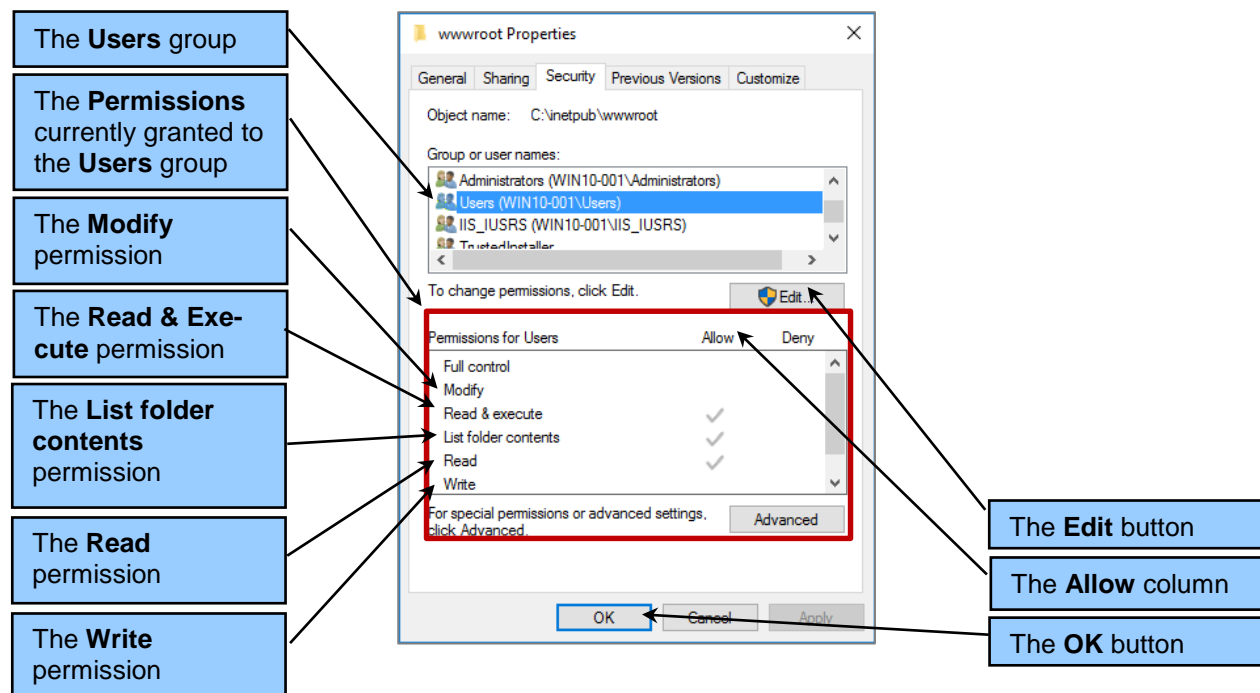 The Users group
The Permissions
currently granted to
the Users group
The Modify
permission
The Read & Exe-
cute permission
The List folder
contents
permission
The Read
permission
The Write
permission
wwwroot Properties
General Sharing Security Previous Versions Customize
Object name: C:\inetpub\wwwroot
Group or user names:
Administrators (WIN10-001\Administrators)
Users (WIN10-001\Users)
IIS_IUSRS (WIN10-001\IIS_IUSRS)
TrustedInstaller
To change permissions, click Edit.
Edit...
Permissions for Users Allow Deny
Full control
Modify
Read & execute
List folder contents
Read
Write
For special permissions or advanced settings,
click Advanced.
Advanced
OK Cancel Apply
The Edit button
The Allow column
The OK button